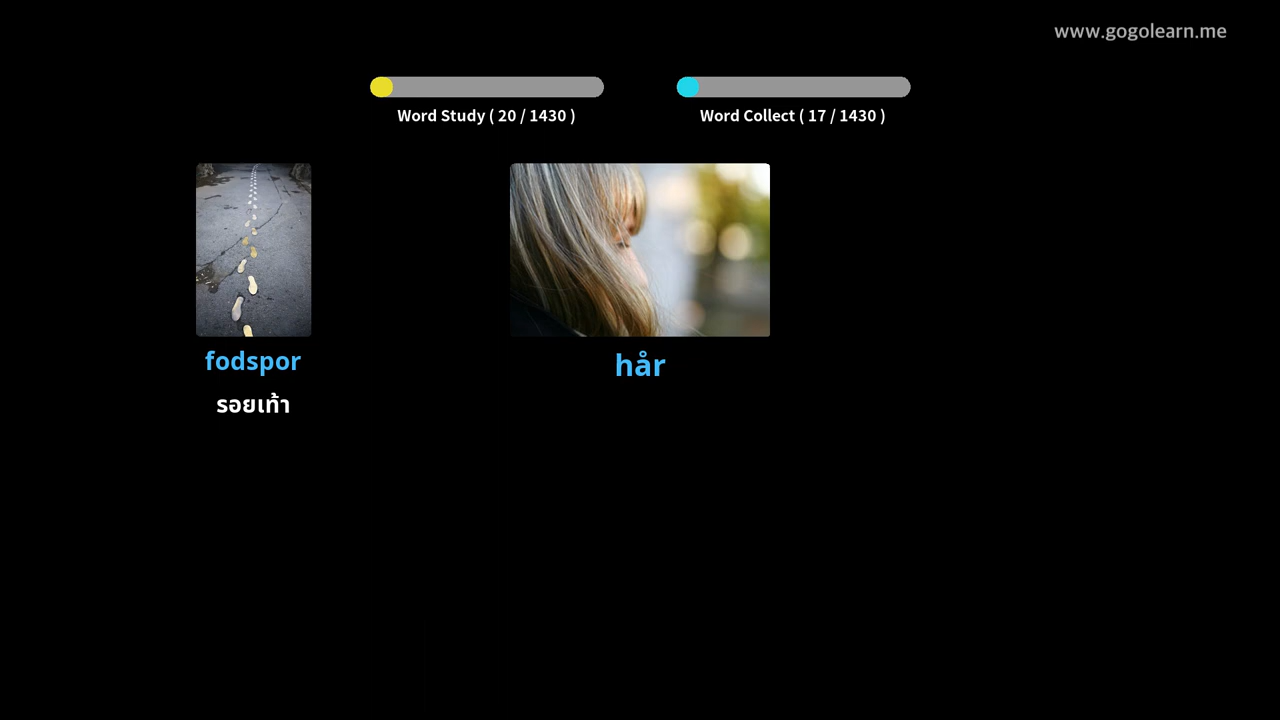 www.gogolearn.me
Word Study ( 20 / 1430 )
Word Collect ( 17 / 1430 )
fodspor
รอยเท้า
hår